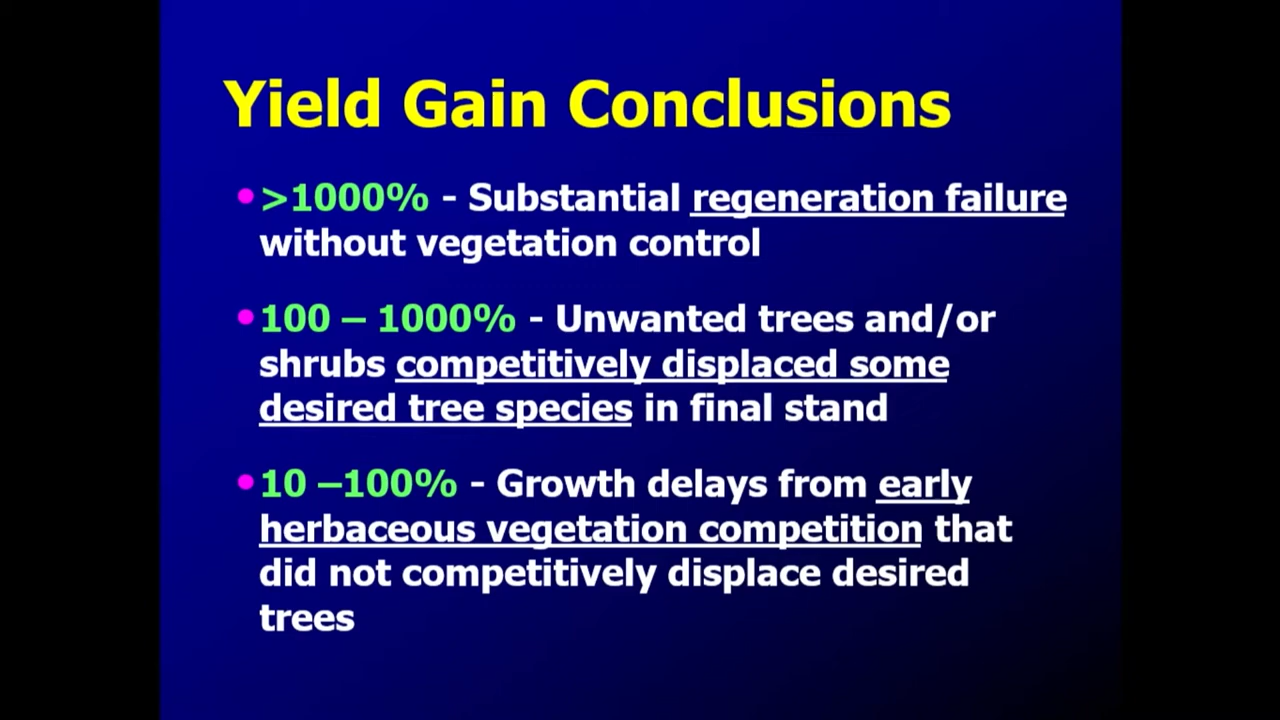 Yield Gain Conclusions
•>1000% - Substantial regeneration failure
without vegetation control
•100 – 1000% - Unwanted trees and/or
shrubs competitively displaced some
desired tree species in final stand
•10 –100% - Growth delays from early
herbaceous vegetation competition that
did not competitively displace desired
trees